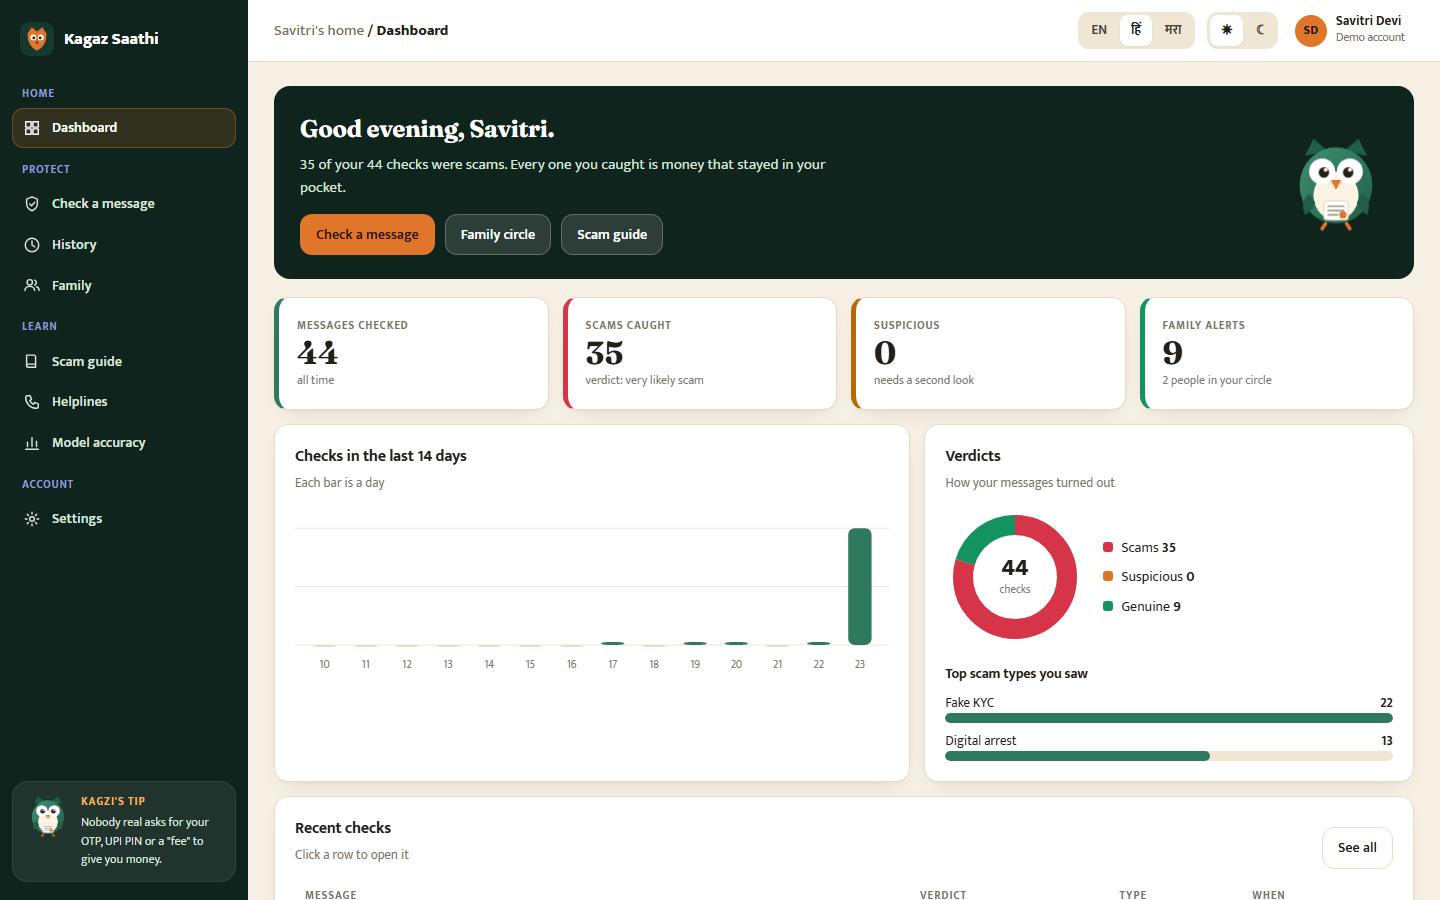 Kagaz Saathi
HOME
Dashboard
PROTECT
Check a message
History
Family
LEARN
Scam guide
Helplines
Model accuracy
ACCOUNT
Settings
KAGZI'S TIP
Nobody real asks for your
OTP, UPI PIN or a "fee" to
give you money.
Savitri's home / Dashboard
EN हिं मरा
SD
Savitri Devi
Demo account
Good evening, Savitri.
35 of your 44 checks were scams. Every one you caught is money that stayed in your
pocket.
Check a message
Family circle
Scam guide
MESSAGES CHECKED
44
all time
SCAMS CAUGHT
35
verdict: very likely scam
SUSPICIOUS
0
needs a second look
FAMILY ALERTS
9
2 people in your circle
Checks in the last 14 days
Each bar is a day
10 11 12 13 14 15 16 17 18 19 20 21 22 23
Verdicts
How your messages turned out
44
checks
Scams 35
Suspicious 0
Genuine 9
Top scam types you saw
Fake KYC 22
Digital arrest 13
Recent checks
Click a row to open it
See all
MESSAGE VERDICT TYPE WHEN